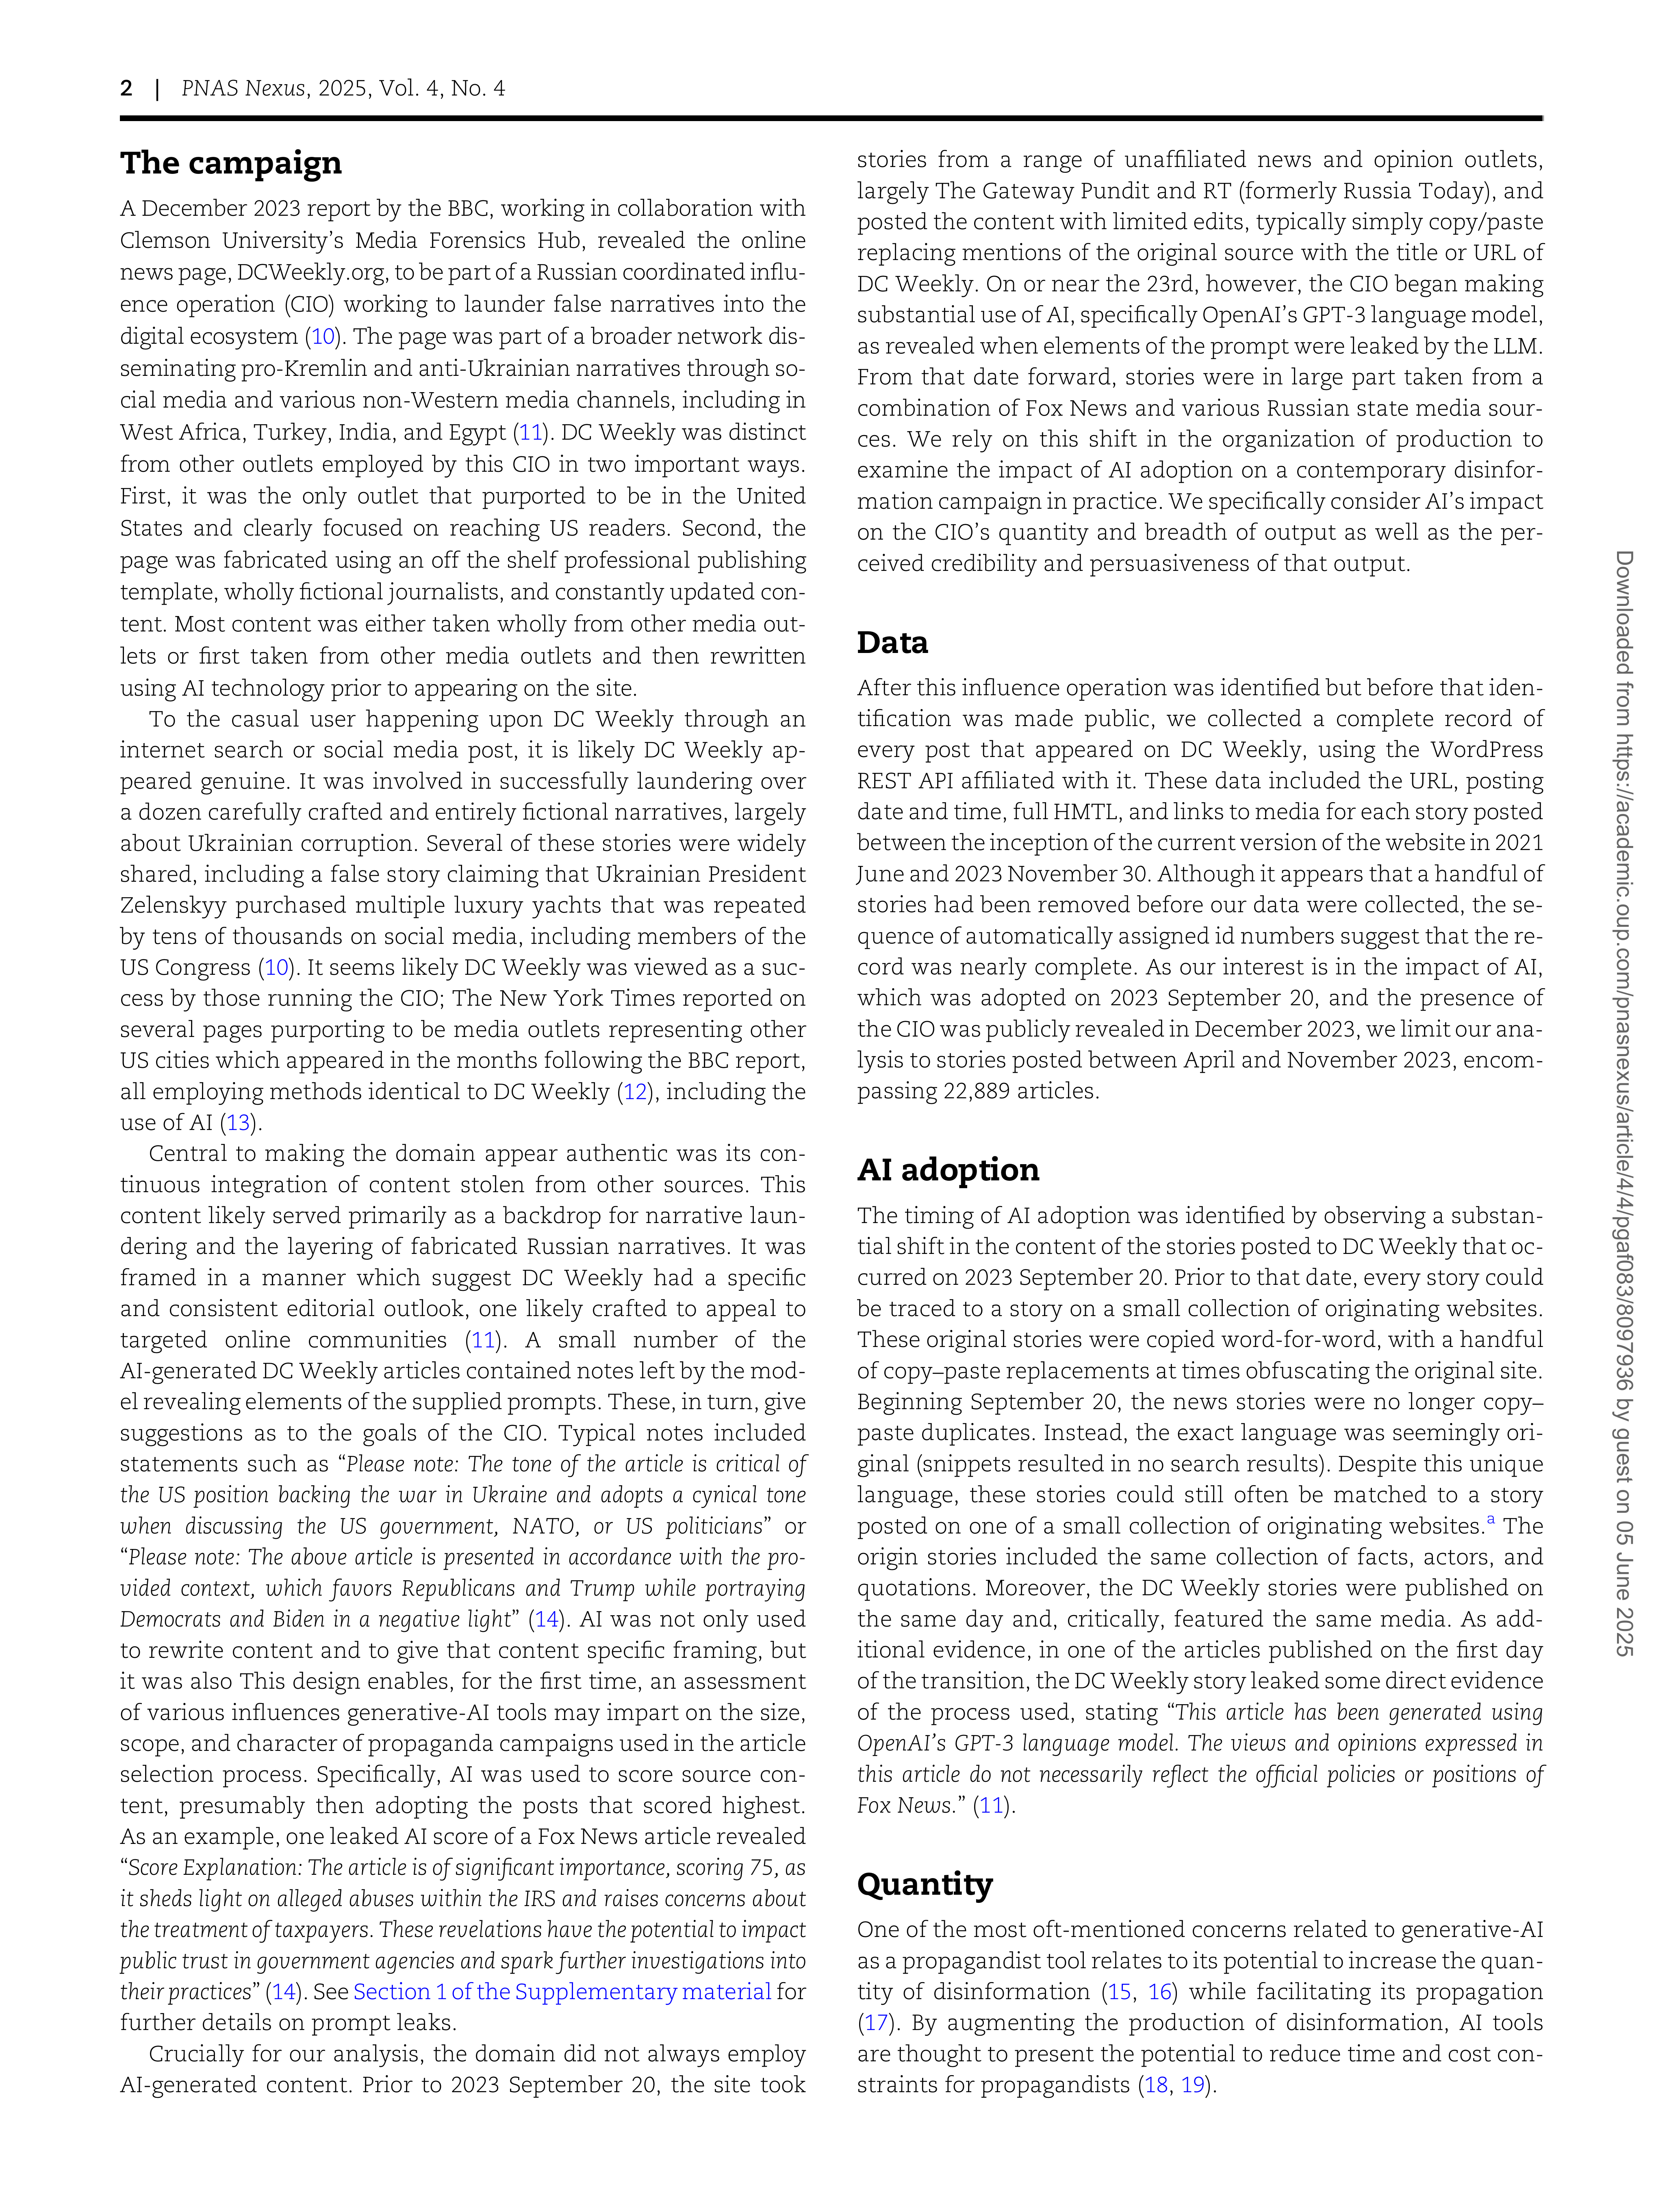 2 | PNAS Nexus, 2025, Vol. 4, No. 4
The campaign
A December 2023 report by the BBC, working in collaboration with
Clemson University's Media Forensics Hub, revealed the online
news page, DCWeekly.org, to be part of a Russian coordinated influ-
ence operation (CIO) working to launder false narratives into the
digital ecosystem (10). The page was part of a broader network dis-
seminating pro-Kremlin and anti-Ukrainian narratives through so-
cial media and various non-Western media channels, including in
West Africa, Turkey, India, and Egypt (11). DC Weekly was distinct
from other outlets employed by this CIO in two important ways.
First, it was the only outlet that purported to be in the United
States and clearly focused on reaching US readers. Second, the
page was fabricated using an off the shelf professional publishing
template, wholly fictional journalists, and constantly updated con-
tent. Most content was either taken wholly from other media out-
lets or first taken from other media outlets and then rewritten
using AI technology prior to appearing on the site.
To the casual user happening upon DC Weekly through an
internet search or social media post, it is likely DC Weekly ap-
peared genuine. It was involved in successfully laundering over
a dozen carefully crafted and entirely fictional narratives, largely
about Ukrainian corruption. Several of these stories were widely
shared, including a false story claiming that Ukrainian President
Zelenskyy purchased multiple luxury yachts that was repeated
by tens of thousands on social media, including members of the
US Congress (10). It seems likely DC Weekly was viewed as a suc-
cess by those running the CIO; The New York Times reported on
several pages purporting to be media outlets representing other
US cities which appeared in the months following the BBC report,
all employing methods identical to DC Weekly (12), including the
use of AI (13).
Central to making the domain appear authentic was its con-
tinuous integration of content stolen from other sources. This
content likely served primarily as a backdrop for narrative laun-
dering and the layering of fabricated Russian narratives. It was
framed in a manner which suggest DC Weekly had a specific
and consistent editorial outlook, one likely crafted to appeal to
targeted online communities (11). A small number of the
AI-generated DC Weekly articles contained notes left by the mod-
el revealing elements of the supplied prompts. These, in turn, give
suggestions as to the goals of the CIO. Typical notes included
statements such as “Please note: The tone of the article is critical of
the US position backing the war in Ukraine and adopts a cynical tone
when discussing the US government, NATO, or US politicians” or
“Please note: The above article is presented in accordance with the pro-
vided context, which favors Republicans and Trump while portraying
Democrats and Biden in a negative light” (14). AI was not only used
to rewrite content and to give that content specific framing, but
it was also This design enables, for the first time, an assessment
of various influences generative-AI tools may impart on the size,
scope, and character of propaganda campaigns used in the article
selection process. Specifically, AI was used to score source con-
tent, presumably then adopting the posts that scored highest.
As an example, one leaked AI score of a Fox News article revealed
“Score Explanation: The article is of significant importance, scoring 75, as
it sheds light on alleged abuses within the IRS and raises concerns about
the treatment of taxpayers. These revelations have the potential to impact
public trust in government agencies and spark further investigations into
their practices” (14). See Section 1 of the Supplementary material for
further details on prompt leaks.
Crucially for our analysis, the domain did not always employ
AI-generated content. Prior to 2023 September 20, the site took
stories from a range of unaffiliated news and opinion outlets,
largely The Gateway Pundit and RT (formerly Russia Today), and
posted the content with limited edits, typically simply copy/paste
replacing mentions of the original source with the title or URL of
DC Weekly. On or near the 23rd, however, the CIO began making
substantial use of AI, specifically OpenAI's GPT-3 language model,
as revealed when elements of the prompt were leaked by the LLM.
From that date forward, stories were in large part taken from a
combination of Fox News and various Russian state media sour-
ces. We rely on this shift in the organization of production to
examine the impact of AI adoption on a contemporary disinfor-
mation campaign in practice. We specifically consider AI's impact
on the CIO's quantity and breadth of output as well as the per-
ceived credibility and persuasiveness of that output.
Data
After this influence operation was identified but before that iden-
tification was made public, we collected a complete record of
every post that appeared on DC Weekly, using the WordPress
REST API affiliated with it. These data included the URL, posting
date and time, full HMTL, and links to media for each story posted
between the inception of the current version of the website in 2021
June and 2023 November 30. Although it appears that a handful of
stories had been removed before our data were collected, the se-
quence of automatically assigned id numbers suggest that the re-
cord was nearly complete. As our interest is in the impact of AI,
which was adopted on 2023 September 20, and the presence of
the CIO was publicly revealed in December 2023, we limit our ana-
lysis to stories posted between April and November 2023, encom-
passing 22,889 articles.
AI adoption
The timing of AI adoption was identified by observing a substan-
tial shift in the content of the stories posted to DC Weekly that oc-
curred on 2023 September 20. Prior to that date, every story could
be traced to a story on a small collection of originating websites.
These original stories were copied word-for-word, with a handful
of copy–paste replacements at times obfuscating the original site.
Beginning September 20, the news stories were no longer copy–
paste duplicates. Instead, the exact language was seemingly ori-
ginal (snippets resulted in no search results). Despite this unique
language, these stories could still often be matched to a story
posted on one of a small collection of originating websites.a The
origin stories included the same collection of facts, actors, and
quotations. Moreover, the DC Weekly stories were published on
the same day and, critically, featured the same media. As add-
itional evidence, in one of the articles published on the first day
of the transition, the DC Weekly story leaked some direct evidence
of the process used, stating “This article has been generated using
OpenAI's GPT-3 language model. The views and opinions expressed in
this article do not necessarily reflect the official policies or positions of
Fox News.” (11).
Quantity
One of the most oft-mentioned concerns related to generative-AI
as a propagandist tool relates to its potential to increase the quan-
tity of disinformation (15, 16) while facilitating its propagation
(17). By augmenting the production of disinformation, AI tools
are thought to present the potential to reduce time and cost con-
straints for propagandists (18, 19).
Downloaded from https://academic.oup.com/pnasnexus/article/4/4/pgaf083/8097936 by guest on 05 June 2025